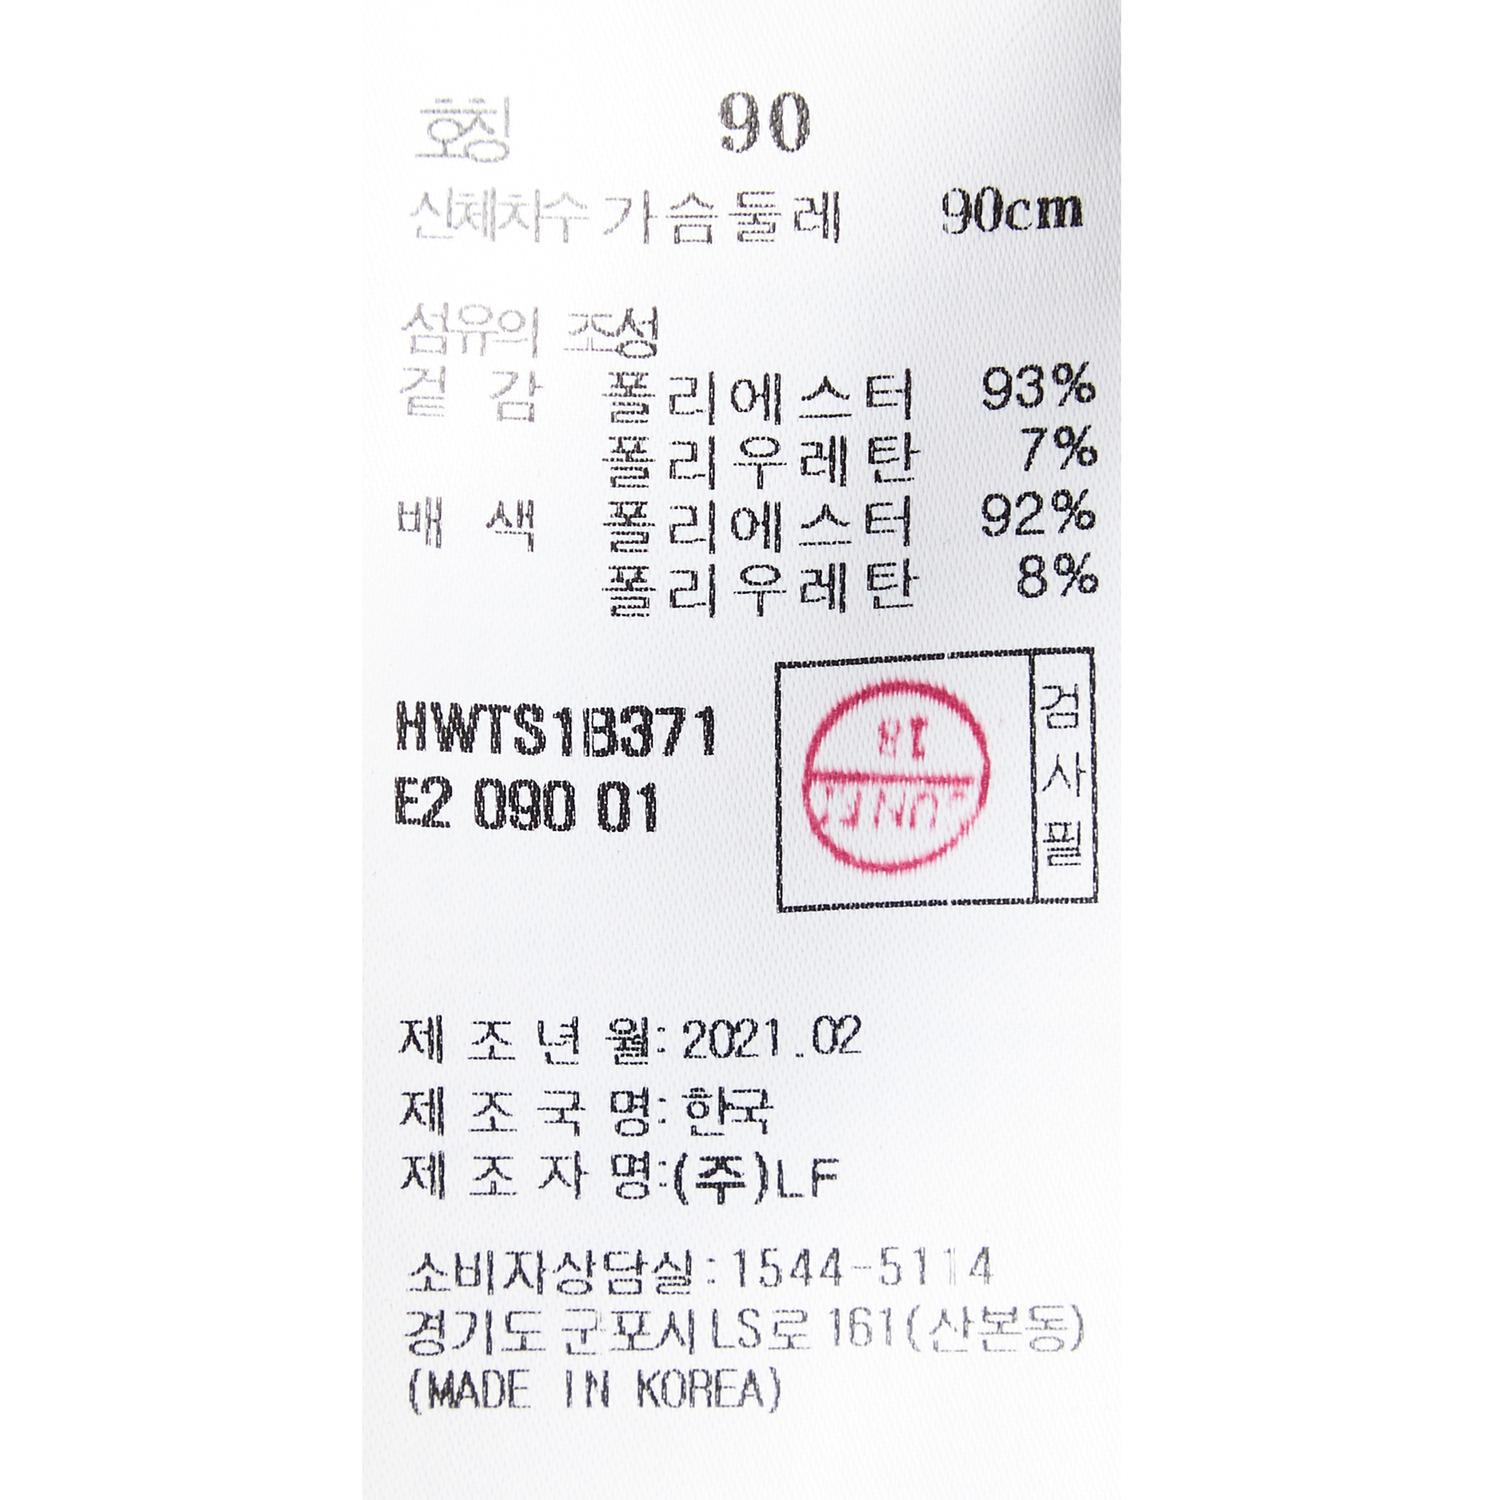 호칭 90
신체치수 가슴둘레 90cm
섬유의 조성
겉 감 폴리에스터 93%
폴리우레탄 7%
배 색 폴리에스터 92%
폴리우레탄 8%
HWTS1B371
E2 090 01
검사필
제 조 년 월: 2021.02
제 조 국 명: 한국
제 조 자 명:(주)LF
소비자상담실:1544-5114
경기도 군포시 LS로 161(산본동)
(MADE IN KOREA)